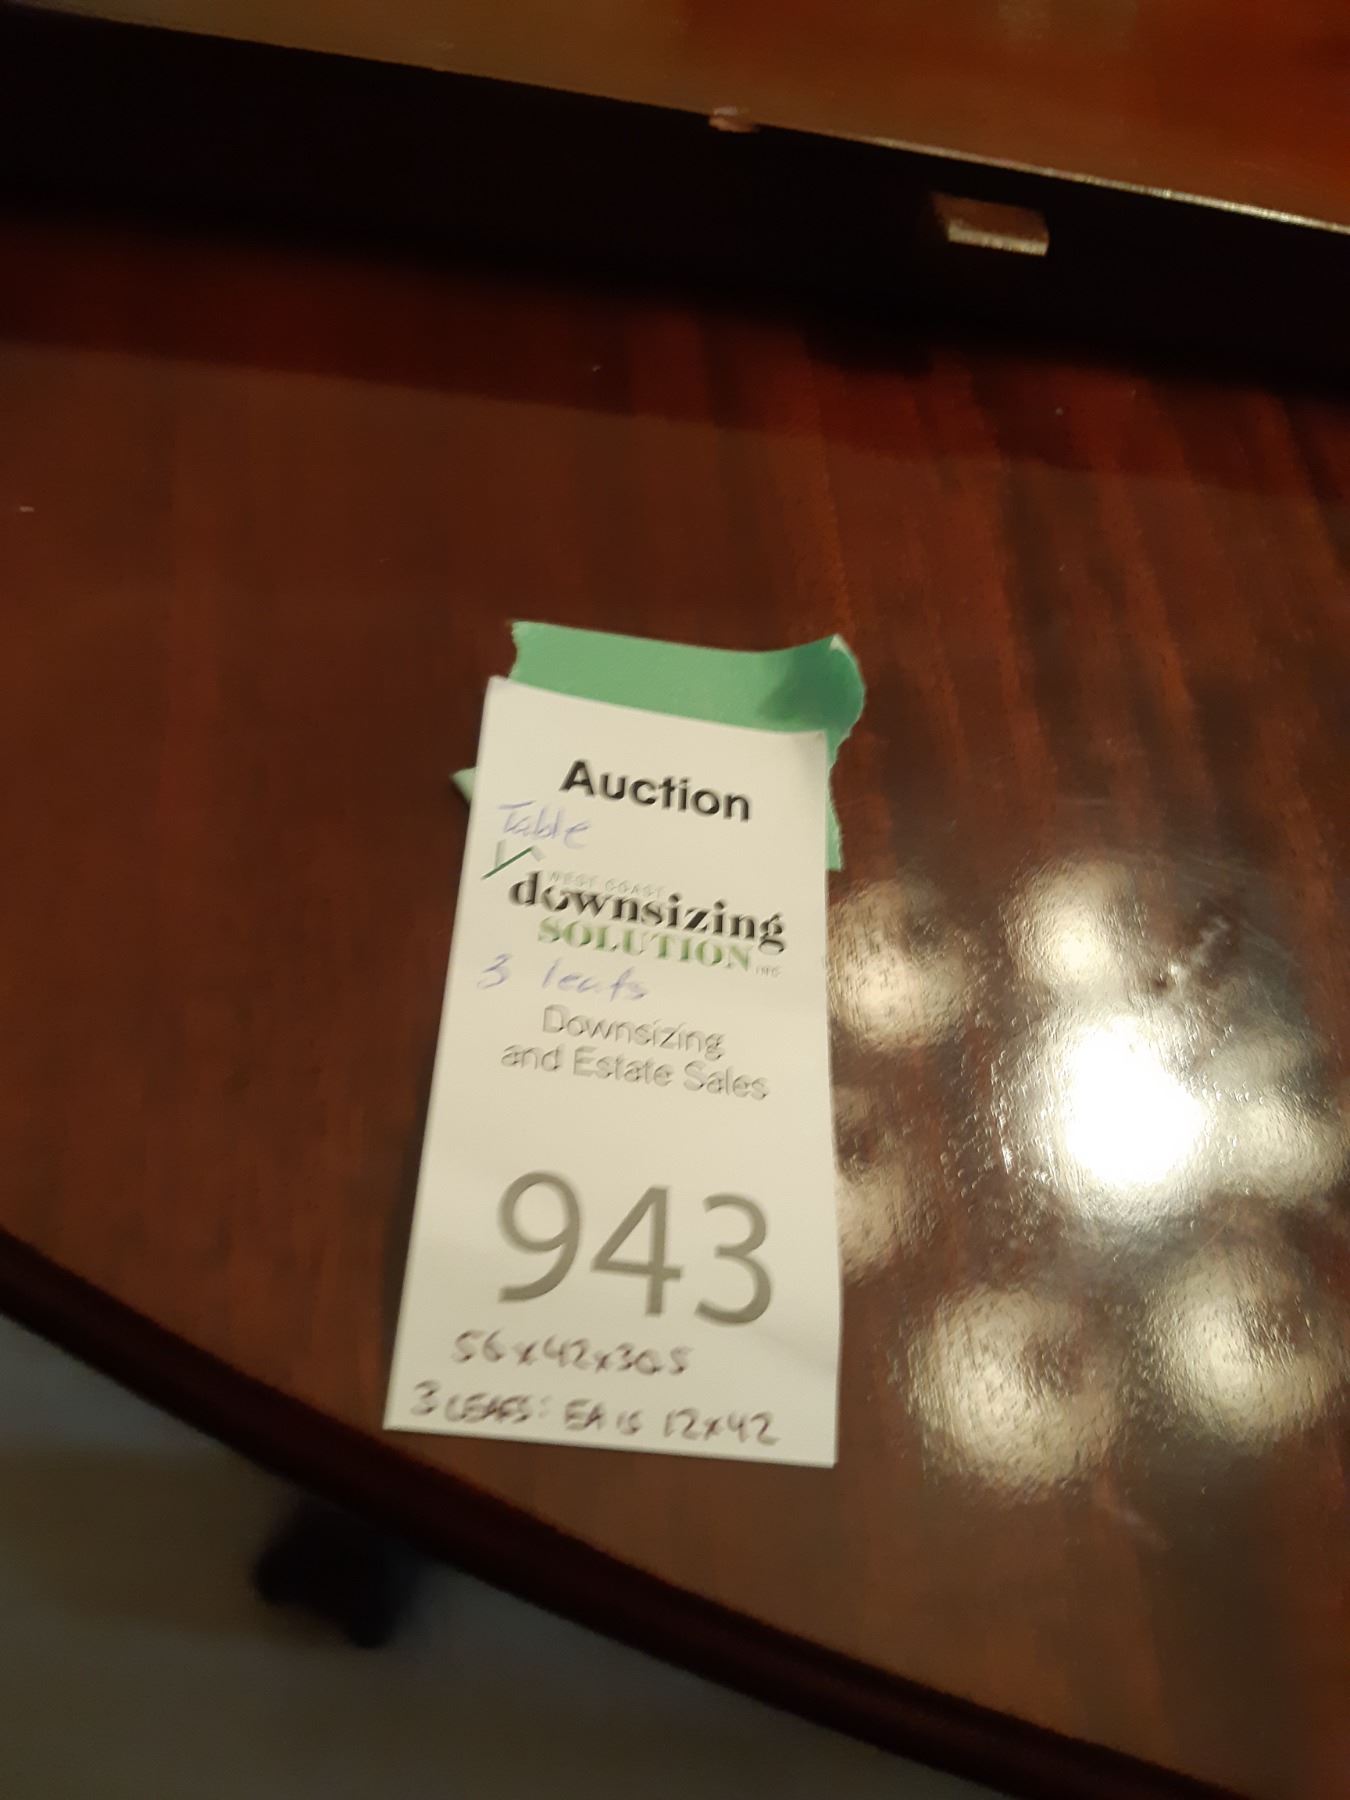 Auction
Table
WEST COAST
downsizing
SOLUTION INC
3 leafs
Downsizing
and Estate Sales
943
56x42x30.5
3 LEAFS: EA is 12x42